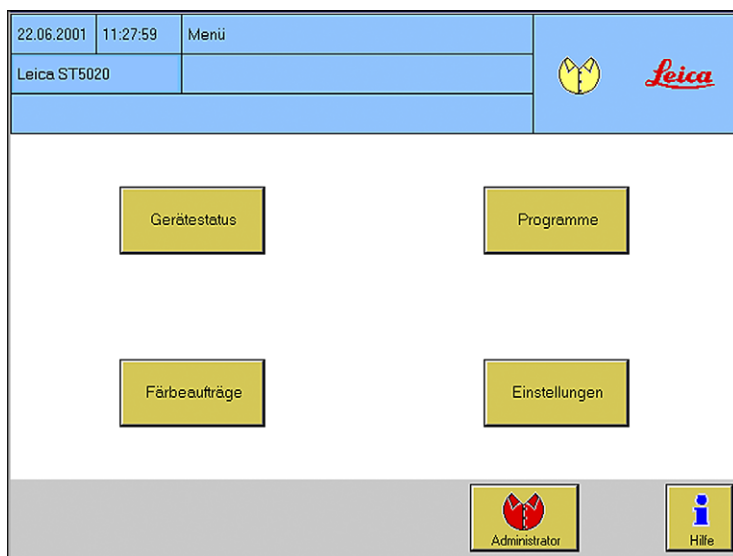 22.06.2001 11:27:59 Menü
Leica ST5020
Leica
Gerätestatus Programme
Färbeaufträge Einstellungen
Administrator Hilfe